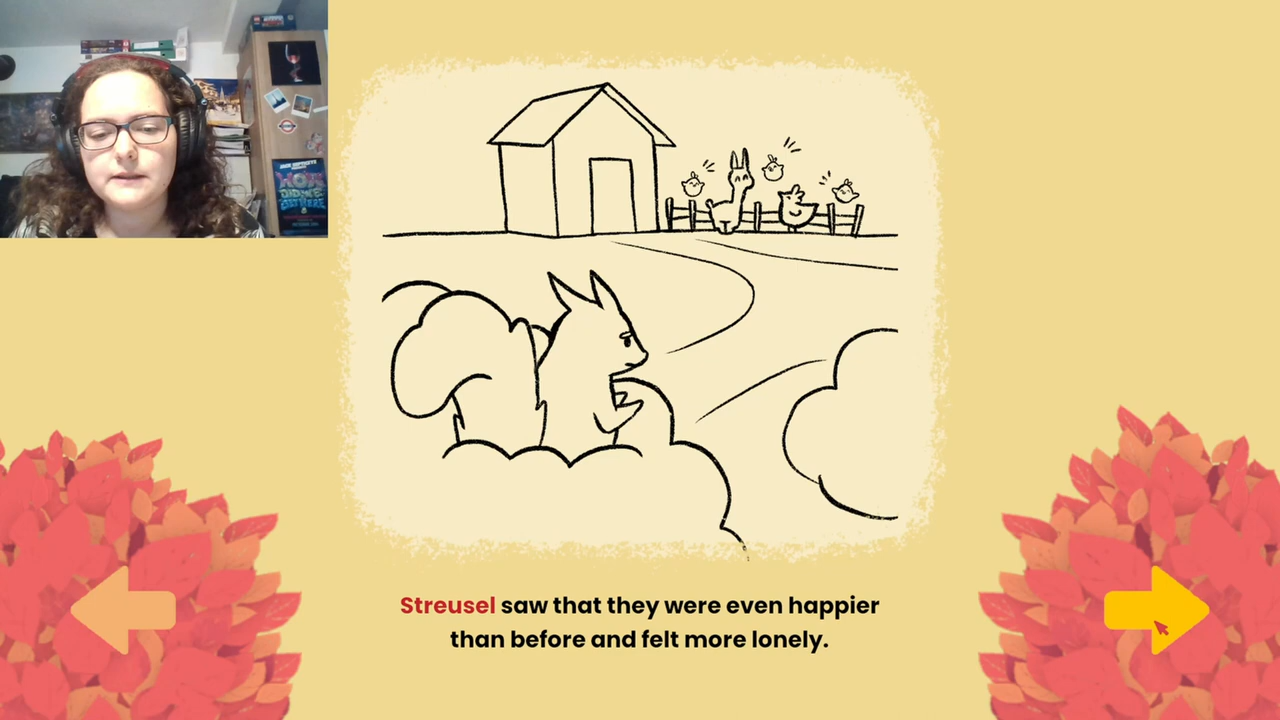 Streusel saw that they were even happier
than before and felt more lonely.